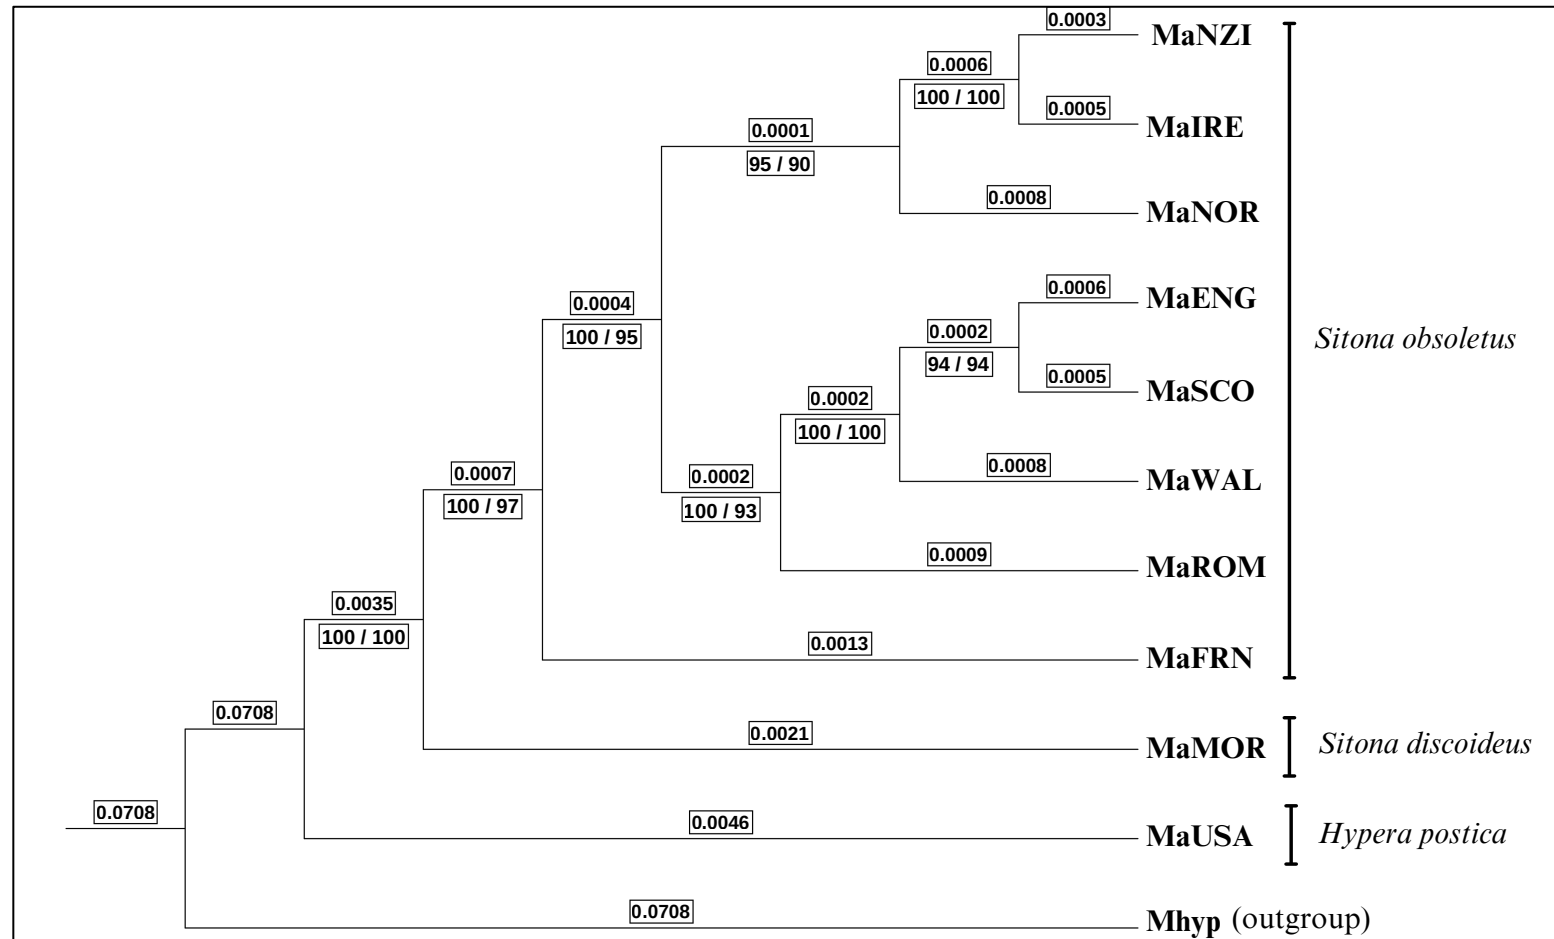 0.0003
MaNZI
0.0006
100 / 100
0.0005
MaIRE
0.0001
95 / 90
0.0008
MaNOR
0.0006
MaENG
0.0004
100 / 95
0.0002
94 / 94
Sitona obsoletus
0.0005
MaSCO
0.0002
100 / 100
0.0008
MaWAL
0.0007
100 / 97
0.0002
100 / 93
0.0009
MaROM
0.0035
100 / 100
0.0013
MaFRN
0.0708
0.0021
MaMOR
Sitona discoideus
0.0708
0.0046
MaUSA
Hypera postica
0.0708
Mhyp (outgroup)